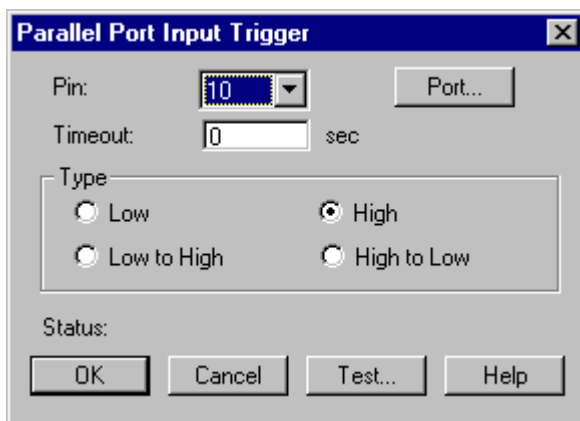 Parallel Port Input Trigger
Pin: 10 Port...
Timeout: 0 sec
Type
Low High
Low to High High to Low
Status:
OK Cancel Test... Help